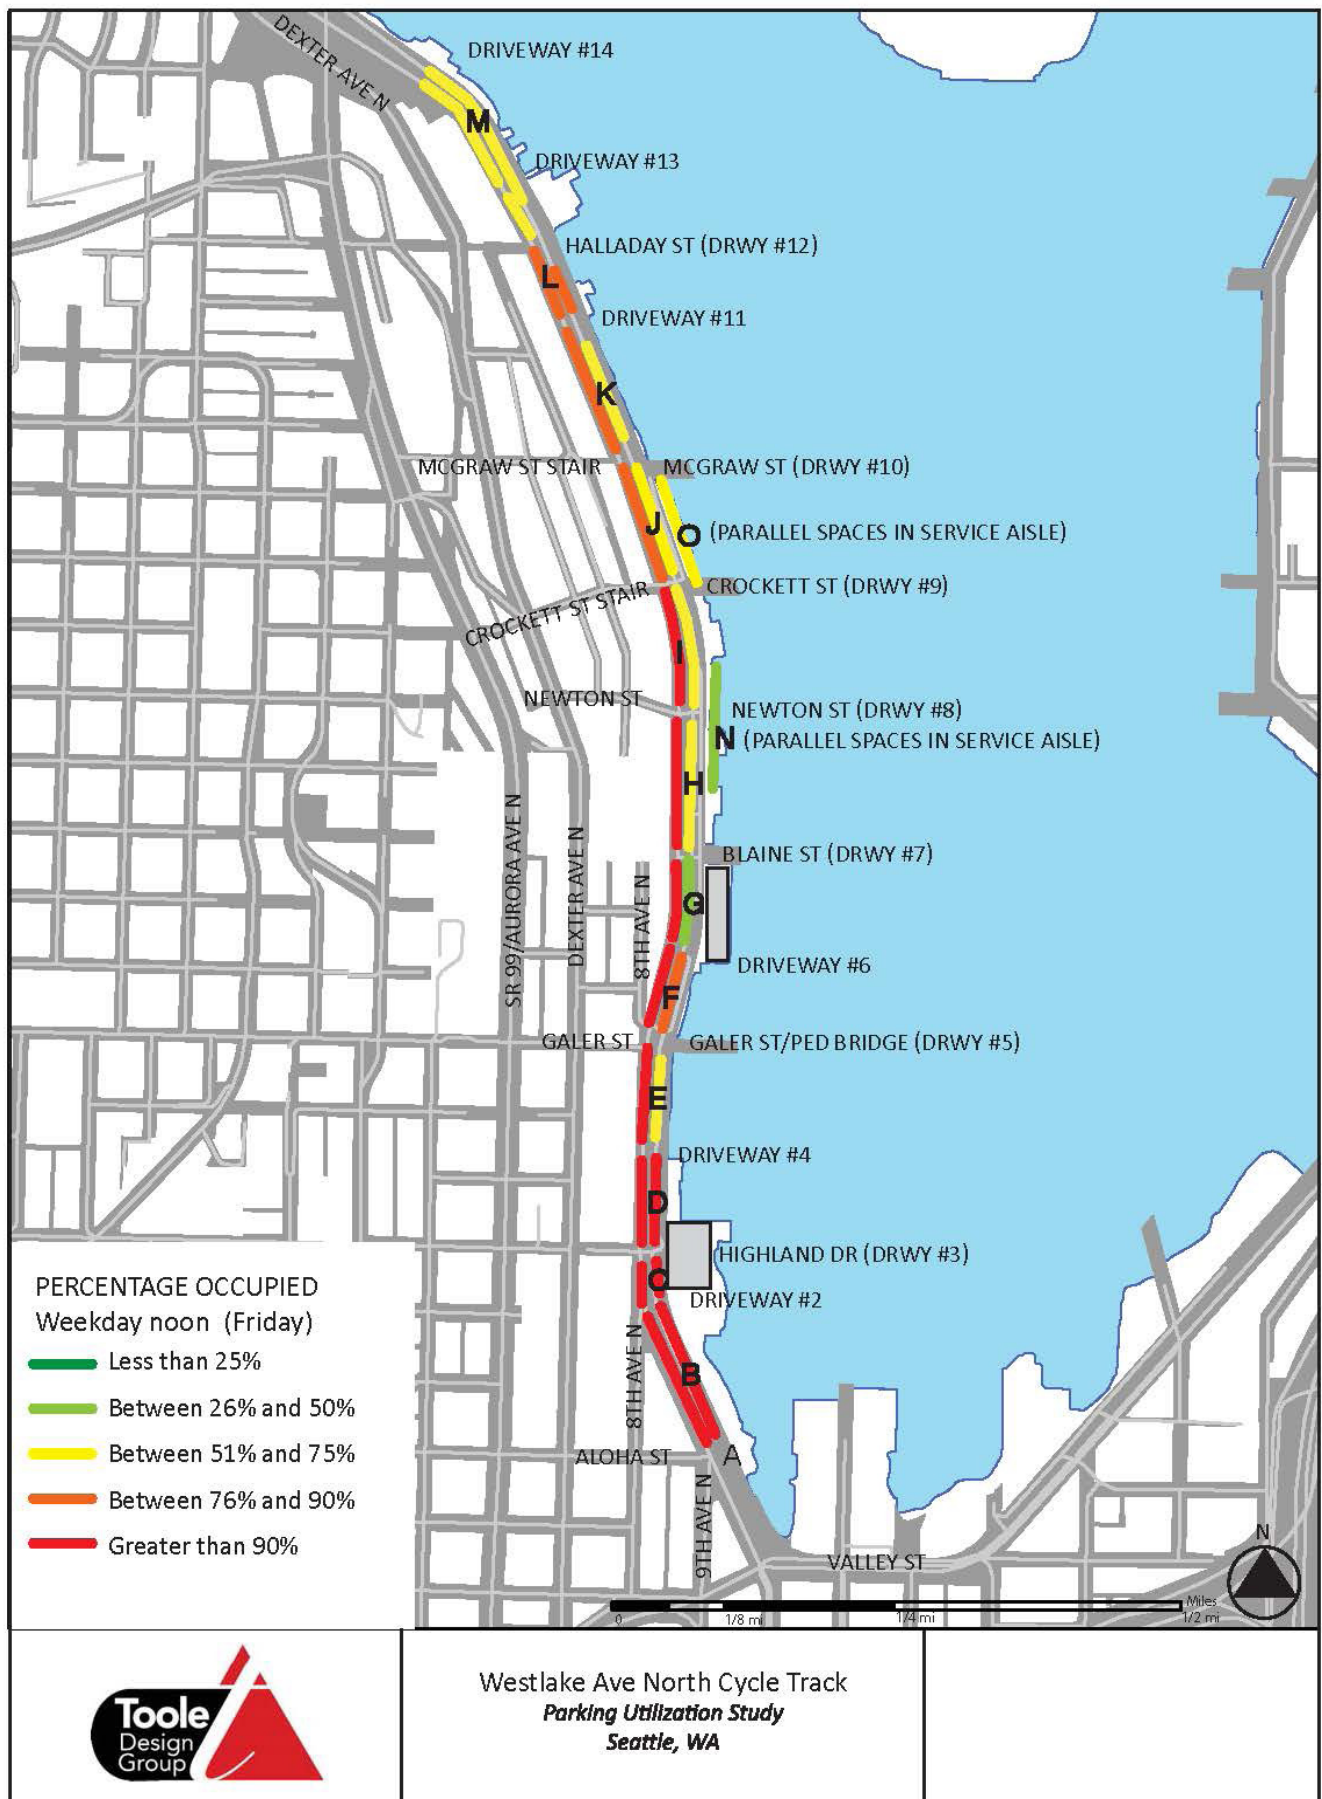 DEXTER AVE N
DRIVEWAY #14
M
DRIVEWAY #13
HALLADAY ST (DRWY #12)
L
DRIVEWAY #11
K
MCGRAW ST STAIR
MCGRAW ST (DRWY #10)
J
O (PARALLEL SPACES IN SERVICE AISLE)
CROCKETT ST STAIR
CROCKETT ST (DRWY #9)
I
NEWTON ST
NEWTON ST (DRWY #8)
N (PARALLEL SPACES IN SERVICE AISLE)
H
BLAINE ST (DRWY #7)
SR 99/AURORA AVE N
DEXTER AVE N
8TH AVE N
G
DRIVEWAY #6
F
GALER ST
GALER ST/PED BRIDGE (DRWY #5)
E
DRIVEWAY #4
D
HIGHLAND DR (DRWY #3)
C
DRIVEWAY #2
8TH AVE N
B
ALOHA ST
A
9TH AVE N
VALLEY ST
N
Miles
0 1/8 mi 1/4 mi 1/2 mi
PERCENTAGE OCCUPIED
Weekday noon (Friday)
Less than 25%
Between 26% and 50%
Between 51% and 75%
Between 76% and 90%
Greater than 90%
Toole
Design
Group
Westlake Ave North Cycle Track
Parking Utilization Study
Seattle, WA